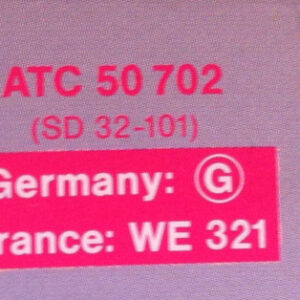 ATC 50 702
(SD 32-101)
Germany: G
rance: WE 321